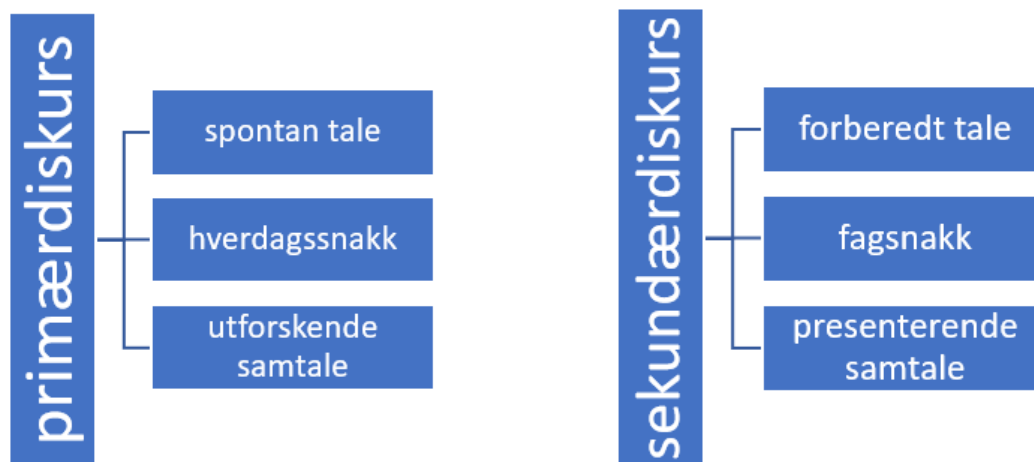 primærdiskurs
spontan tale
hverdagssnakk
utforskende
samtale
sekundærdiskurs
forberedt tale
fagsnakk
presenterende
samtale